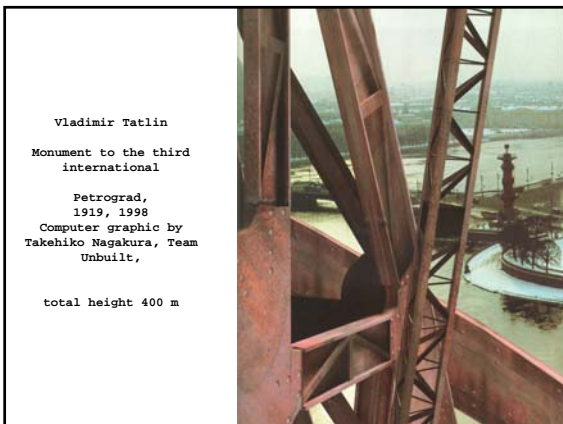 Vladimir Tatlin
Monument to the third
international
Petrograd,
1919, 1998
Computer graphic by
Takehiko Nagakura, Team
Unbuilt,
total height 400 m